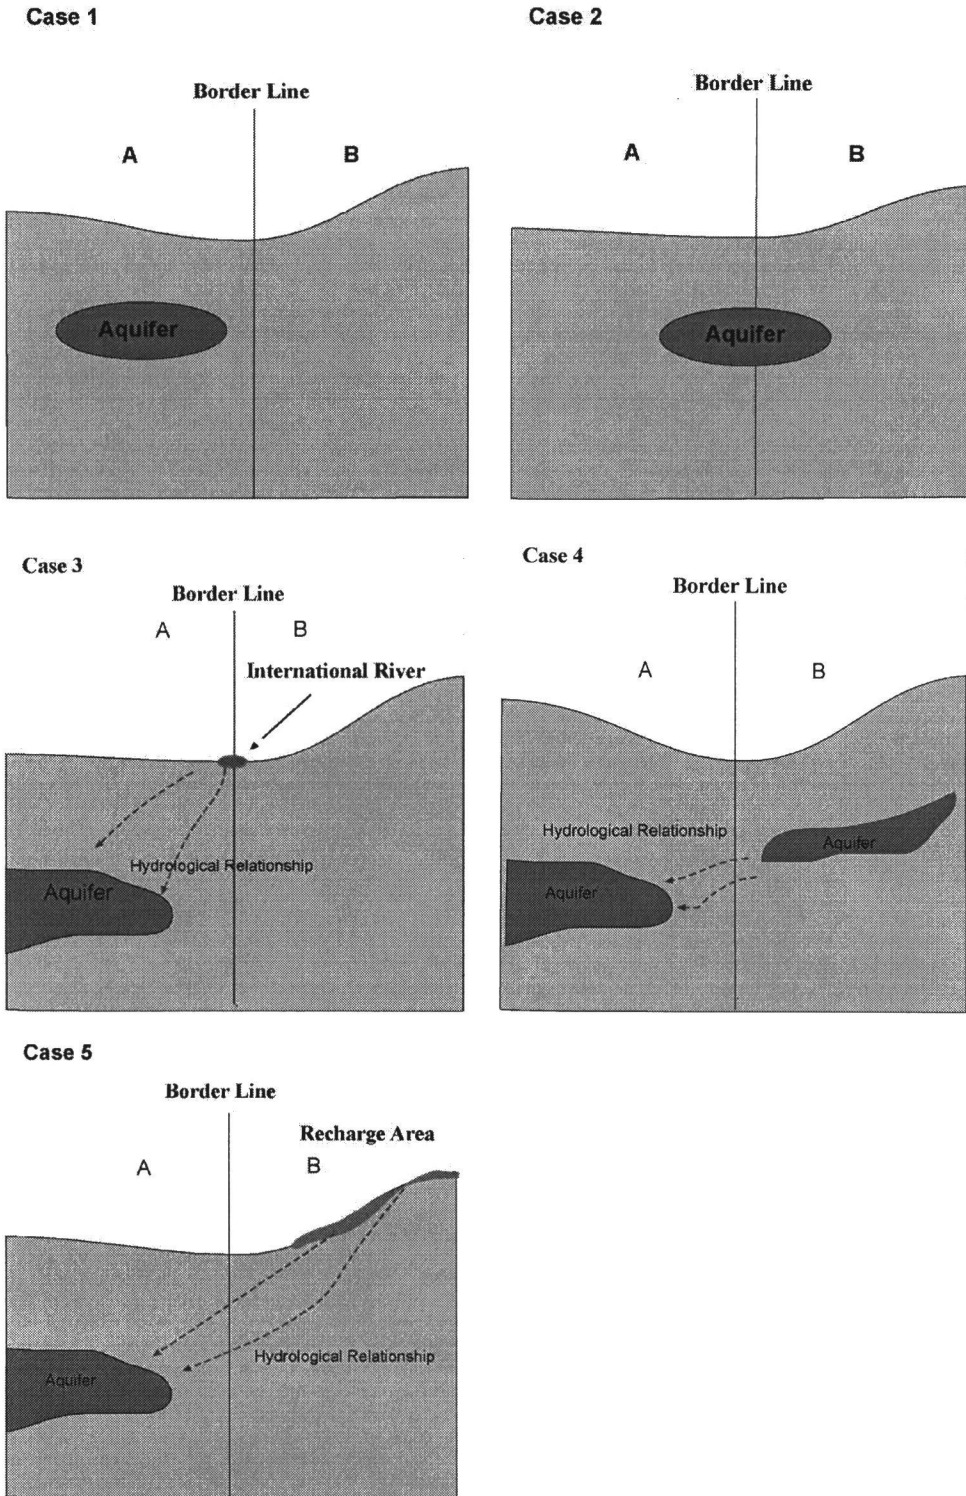 Case 1
Border Line
A
B
Aquifer
Case 2
Border Line
A
B
Aquifer
Case 3
Border Line
A
B
International River
Hydrological Relationship
Aquifer
Case 4
Border Line
A
B
Hydrological Relationship
Aquifer
Aquifer
Case 5
Border Line
Recharge Area
A
B
Hydrological Relationship
Aquifer